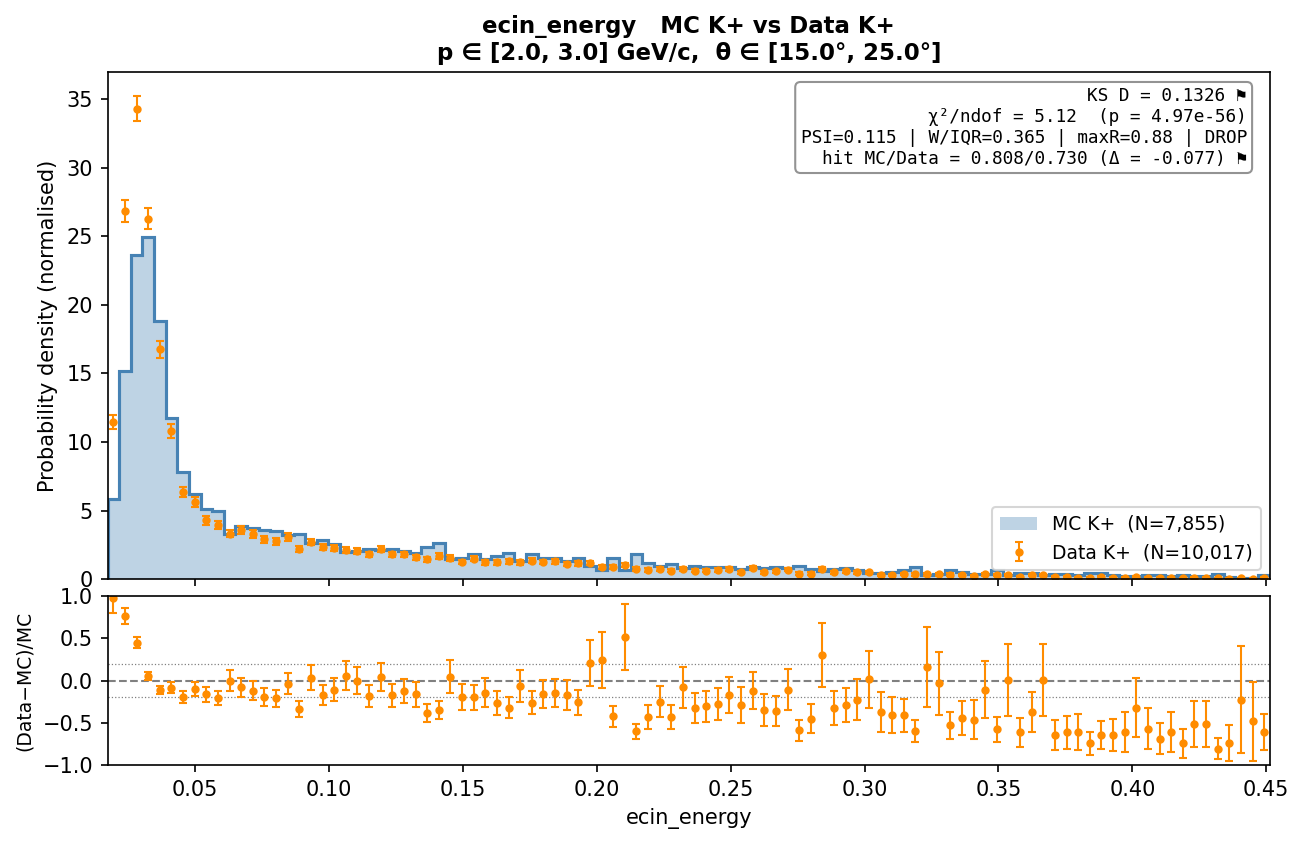 ecin_energy   MC K+ vs Data K+
p ∈ [2.0, 3.0] GeV/c,  θ ∈ [15.0°, 25.0°]
KS D = 0.1326 ⚑
χ²/ndof = 5.12  (p = 4.97e-56)
PSI=0.115 | W/IQR=0.365 | maxR=0.88 | DROP
hit MC/Data = 0.808/0.730 (Δ = -0.077) ⚑
Probability density (normalised)
35
30
25
20
15
10
5
0
MC K+  (N=7,855)
Data K+  (N=10,017)
(Data−MC)/MC
1.0
0.5
0.0
−0.5
−1.0
0.05 0.10 0.15 0.20 0.25 0.30 0.35 0.40 0.45
ecin_energy